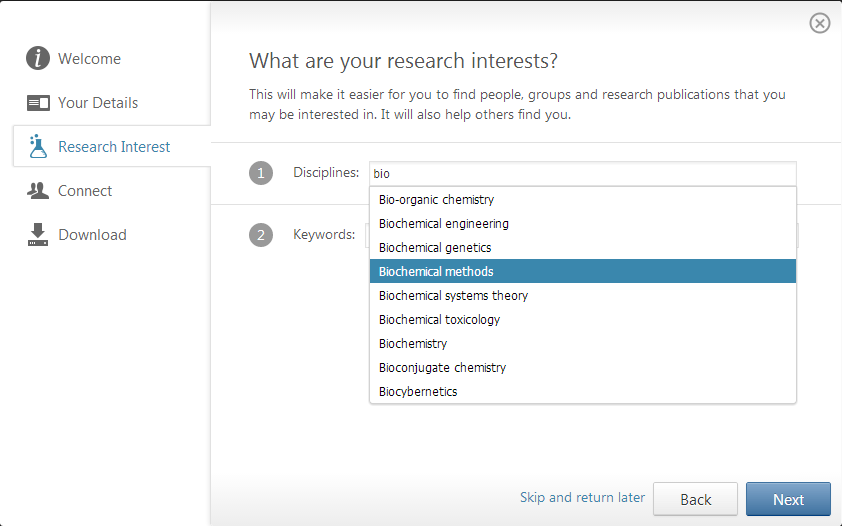 Welcome
Your Details
Research Interest
Connect
Download
What are your research interests?
This will make it easier for you to find people, groups and research publications that you
may be interested in. It will also help others find you.
1 Disciplines: bio
Bio-organic chemistry
Biochemical engineering
Biochemical genetics
Biochemical methods
Biochemical systems theory
Biochemical toxicology
Biochemistry
Bioconjugate chemistry
Biocybernetics
2 Keywords:
Skip and return later Back Next